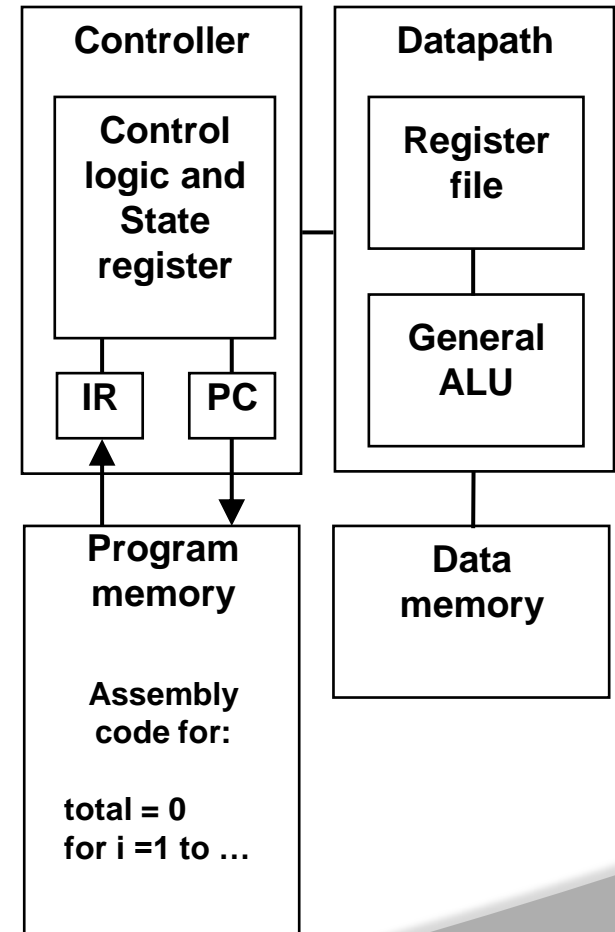 Controller
Control
logic and
State
register
IR
PC
Datapath
Register
file
General
ALU
Program
memory
Assembly
code for:
total = 0
for i =1 to …
Data
memory